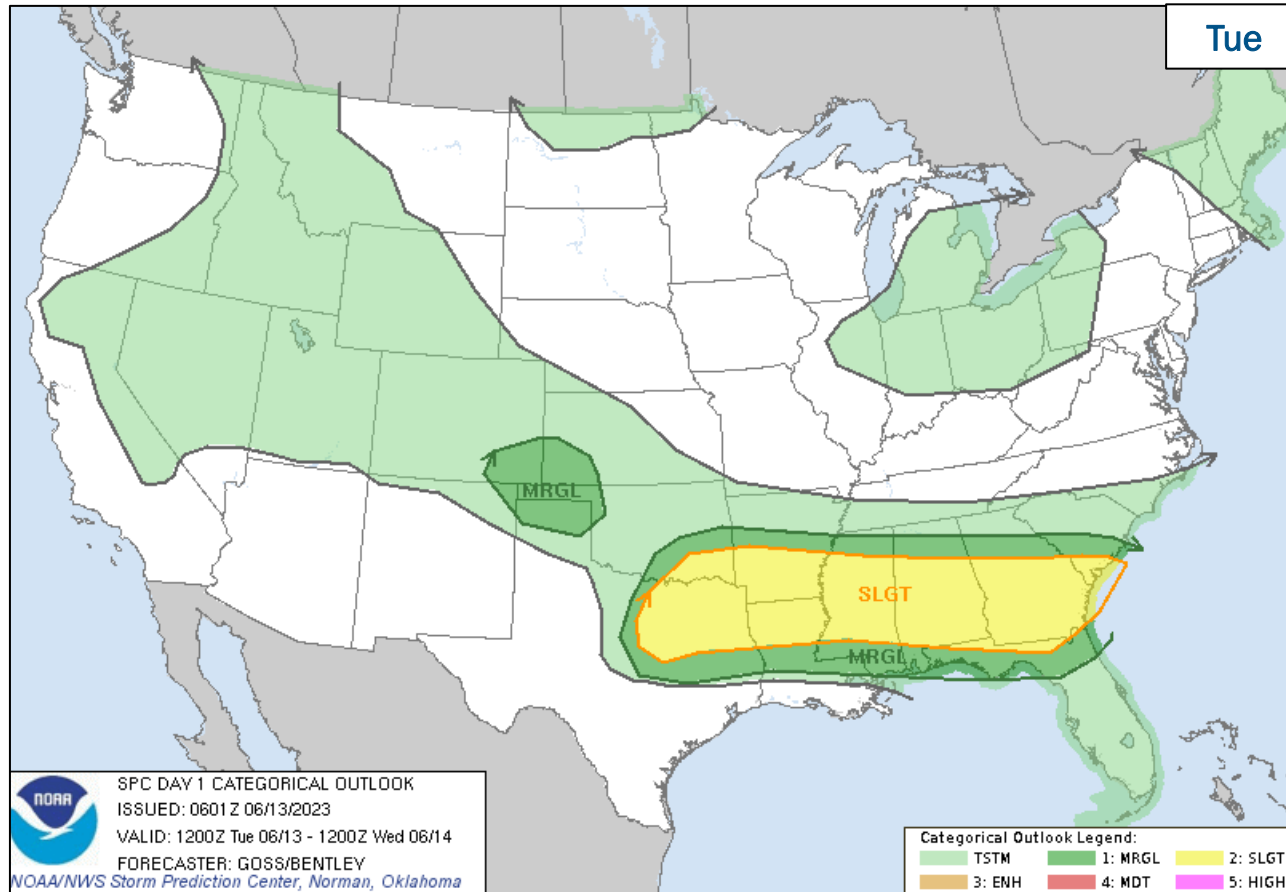 Tue
MRGL
SLGT
MRGL
SPC DAY 1 CATEGORICAL OUTLOOK
ISSUED: 0601Z 06/13/2023
VALID: 1200Z Tue 06/13 - 1200Z Wed 06/14
FORECASTER: GOSS/BENTLEY
NOAA/NWS Storm Prediction Center, Norman, Oklahoma
NOAA
Categorical Outlook Legend:
TSTM 1: MRGL 2: SLGT
3: ENH 4: MDT 5: HIGH